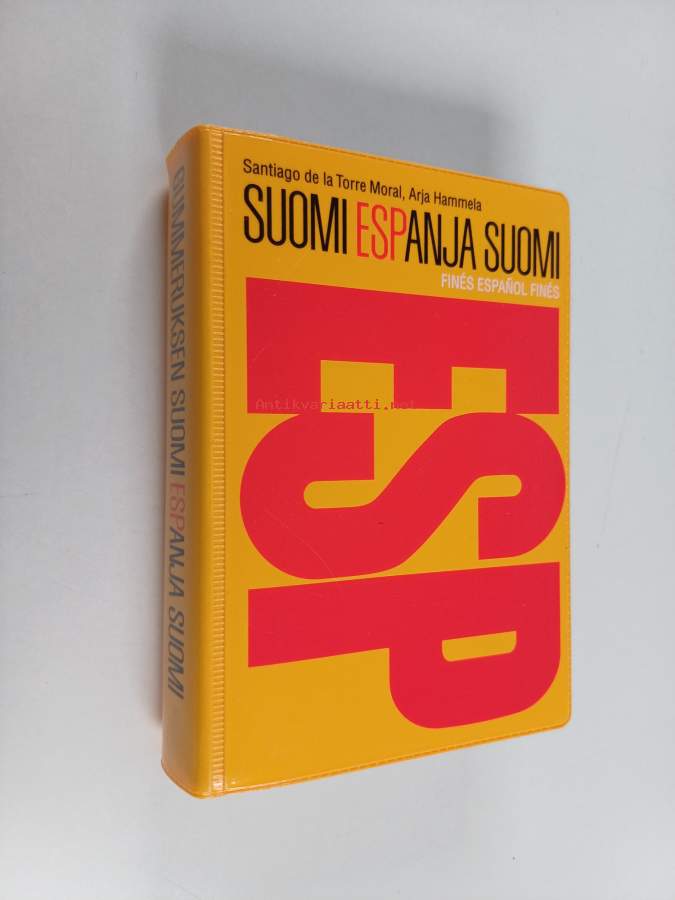 Santiago de la Torre Moral, Arja Hammela
SUOMI ESPANJA SUOMI
FINÉS ESPAÑOL FINÉS
ESP
Antikvariaatti.net
GUMMERUKSEN SUOMI ESPANJA SUOMI